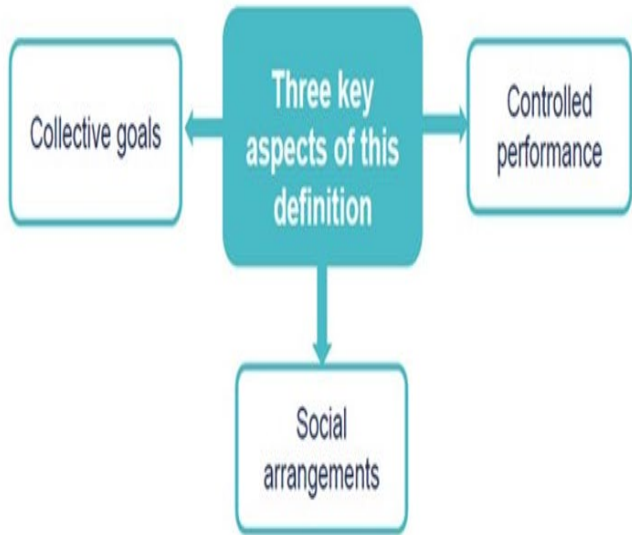 Three key
aspects of this
definition
Collective goals
Controlled
performance
Social
arrangements